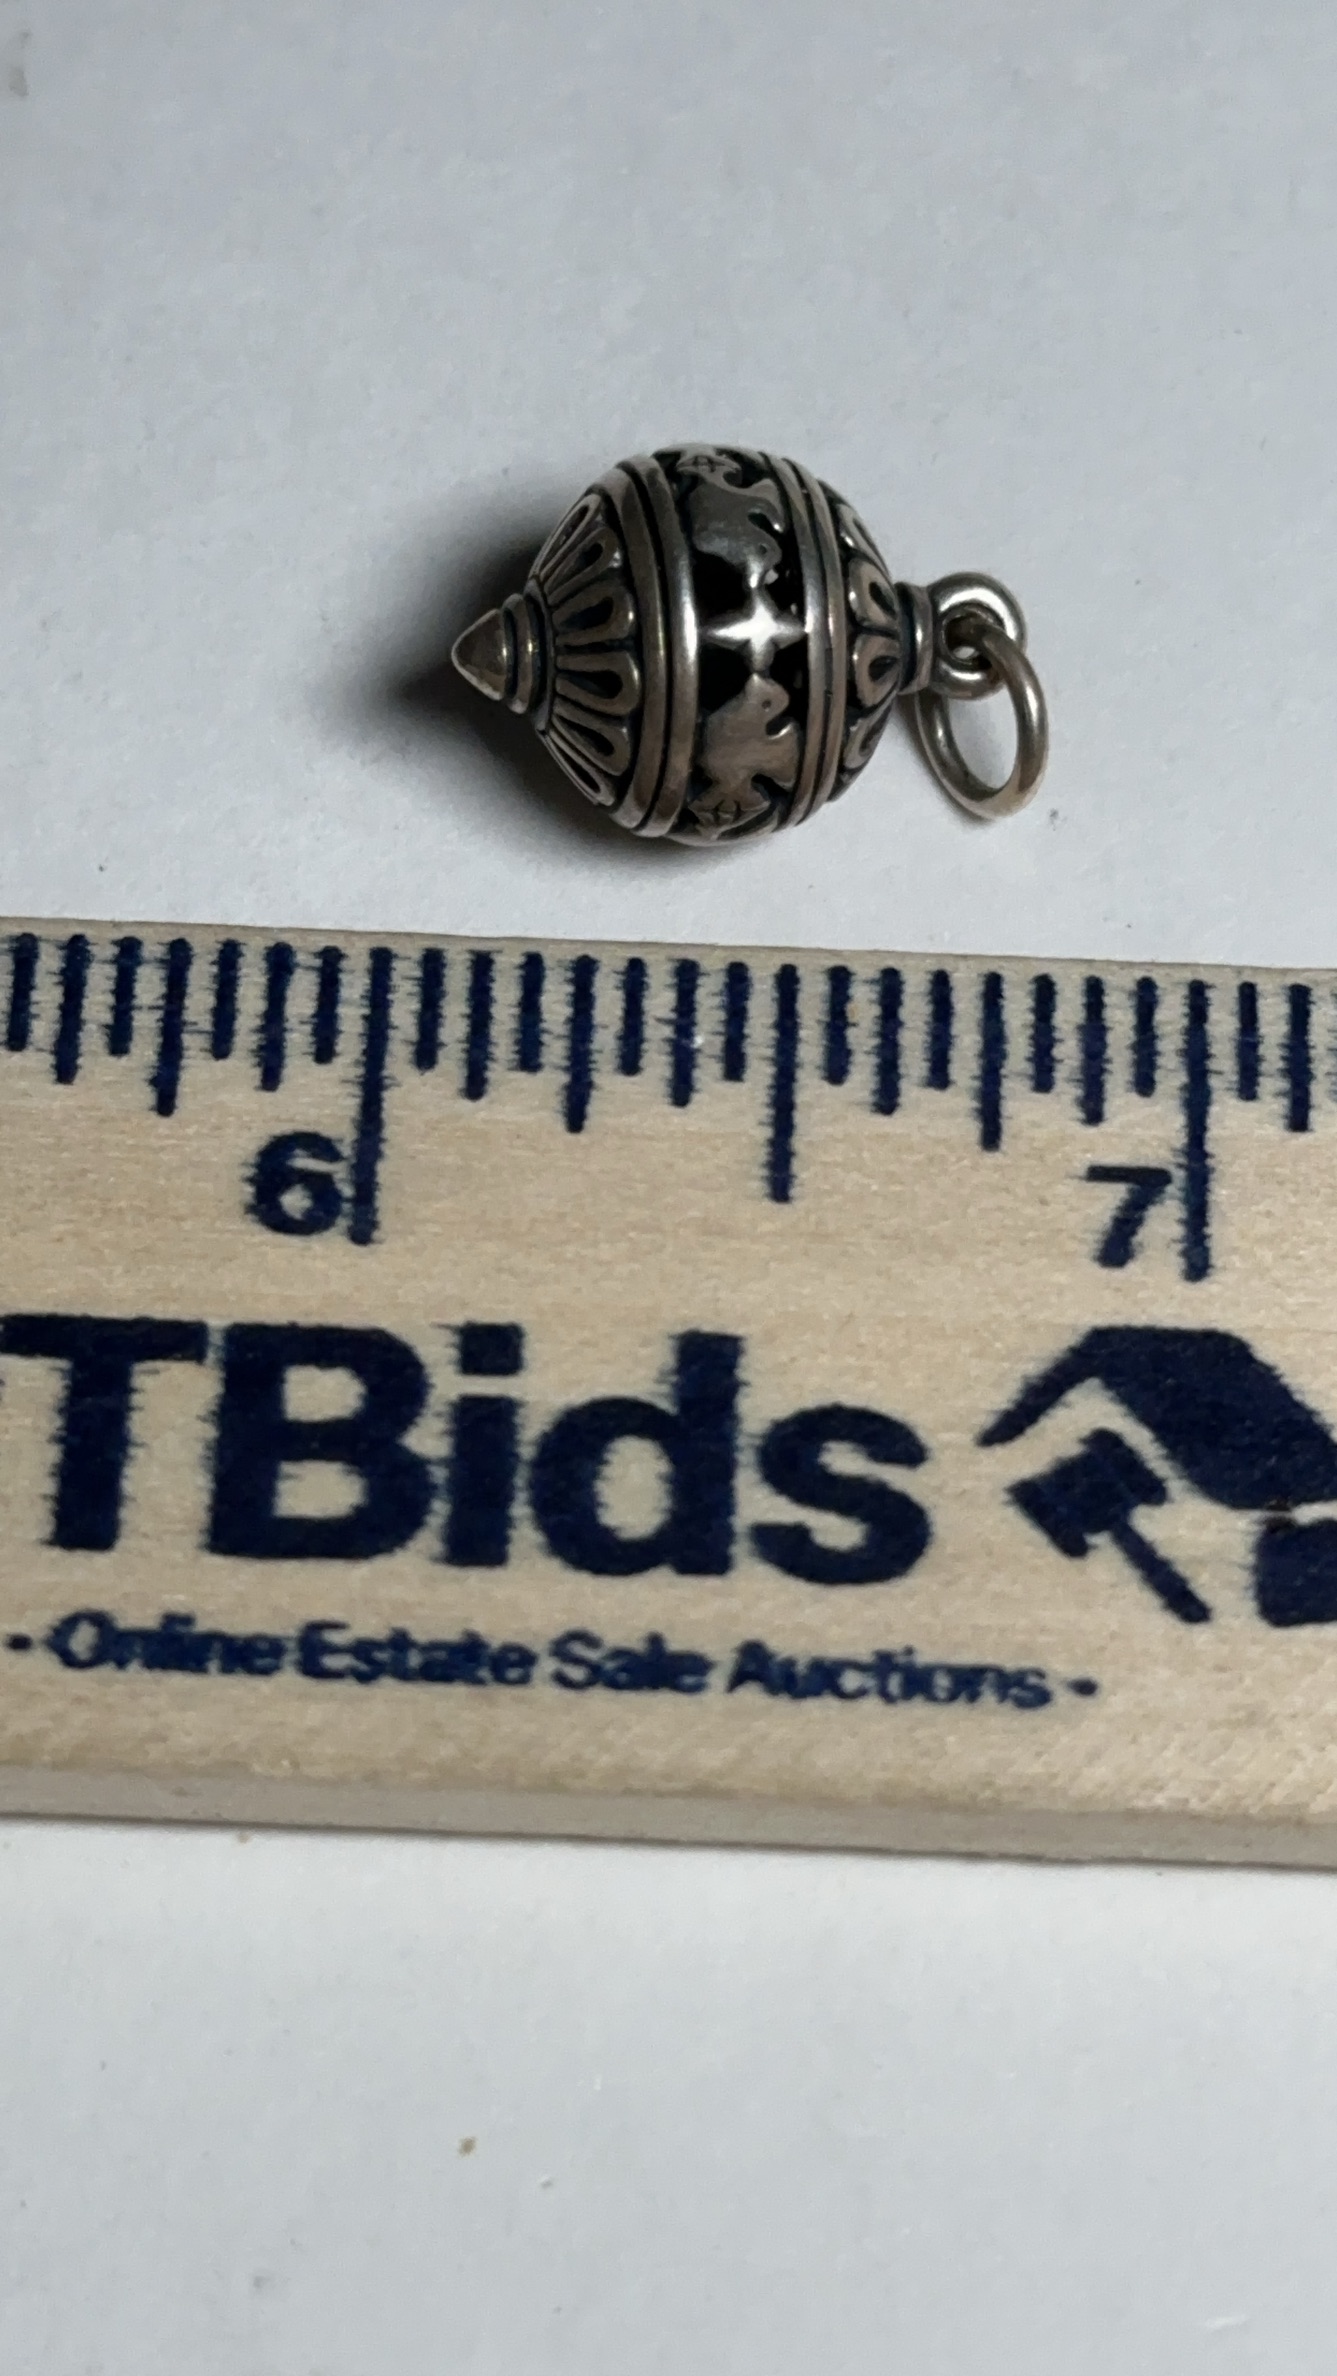 6 7
TBids
- Online Estate Sale Auctions -